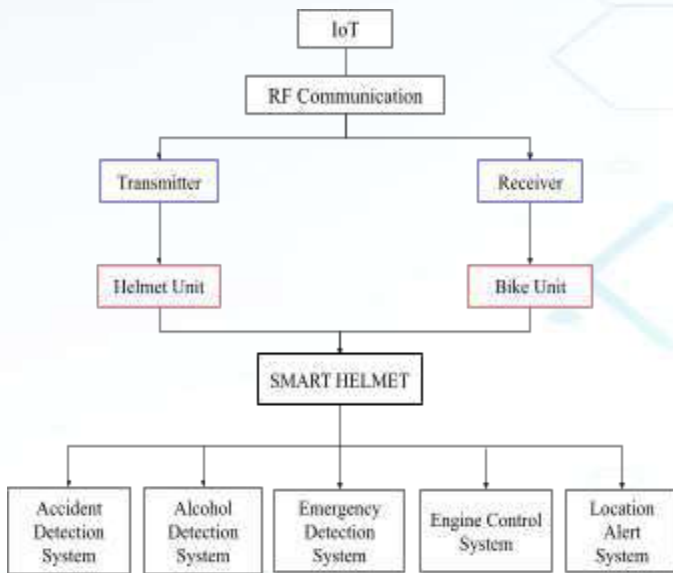 IoT
RF Communication
Transmitter
Receiver
Helmet Unit
Bike Unit
SMART HELMET
Accident
Detection
System
Alcohol
Detection
System
Emergency
Detection
System
Engine Control
System
Location
Alert
System